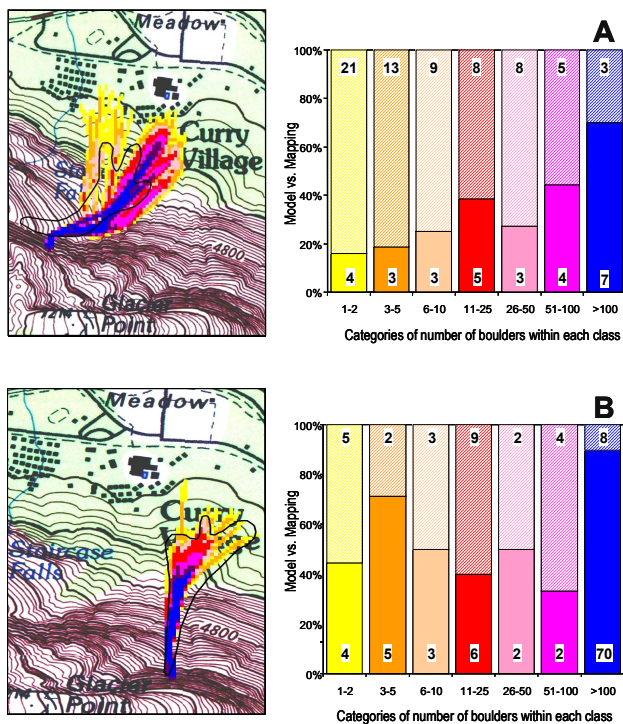 Meadow
Curry
Village
4800
Glacier
Point
A
Model vs. Mapping
100%
80%
60%
40%
20%
0%
21 13 9 8 8 5 3
4 3 3 5 3 4 7
1-2 3-5 6-10 11-25 26-50 51-100 >100
Categories of number of boulders within each class
Meadow
Curry
Staircase
Falls
4800
Glacier
Point
B
Model vs. Mapping
100%
80%
60%
40%
20%
0%
5 2 3 9 2 4 8
4 5 3 6 2 2 70
1-2 3-5 6-10 11-25 26-50 51-100 >100
Categories of number of boulders within each class